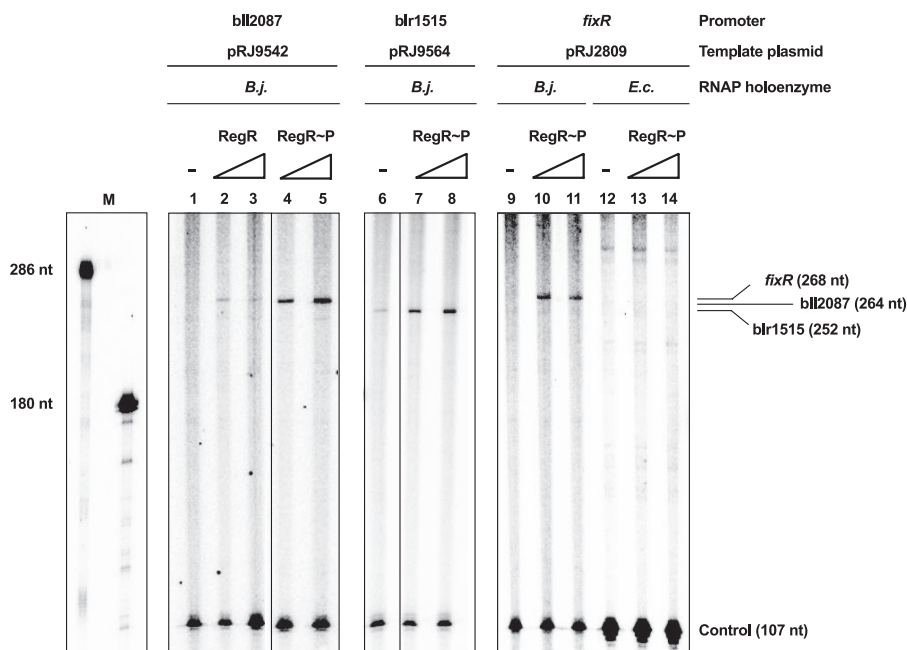 bll2087 blr1515 fixR Promoter
pRJ9542 pRJ9564 pRJ2809 Template plasmid
B.j. B.j. B.j. E.c. RNAP holoenzyme
RegR RegR~P RegR~P RegR~P RegR~P
- - - -
M 1 2 3 4 5 6 7 8 9 10 11 12 13 14
286 nt
fixR (268 nt)
bll2087 (264 nt)
blr1515 (252 nt)
180 nt
Control (107 nt)